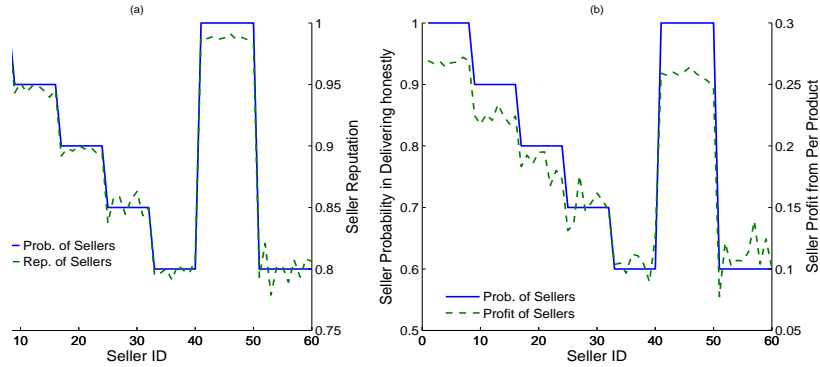 (a)
1
0.95
0.9
0.85
0.8
0.75
Seller Reputation
Prob. of Sellers
Rep. of Sellers
10 20 30 40 50 60
Seller ID
(b)
1
0.9
0.8
0.7
0.6
0.5
Seller Probability in Delivering honestly
0.3
0.25
0.2
0.15
0.1
0.05
Seller Profit from Per Product
Prob. of Sellers
Profit of Sellers
0 10 20 30 40 50 60
Seller ID